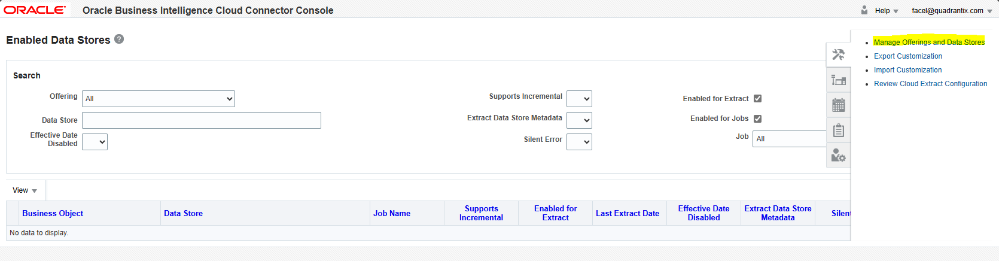 ORACLE Oracle Business Intelligence Cloud Connector Console Help facel@quadrantix.com
Enabled Data Stores ?
Manage Offerings and Data Stores
Export Customization
Import Customization
Review Cloud Extract Configuration
Search
Offering All Supports Incremental Enabled for Extract
Data Store Extract Data Store Metadata Enabled for Jobs
Effective Date Disabled Silent Error Job All
View
Business Object Data Store Job Name Supports Incremental Enabled for Extract Last Extract Date Effective Date Disabled Extract Data Store Metadata Silent
No data to display.